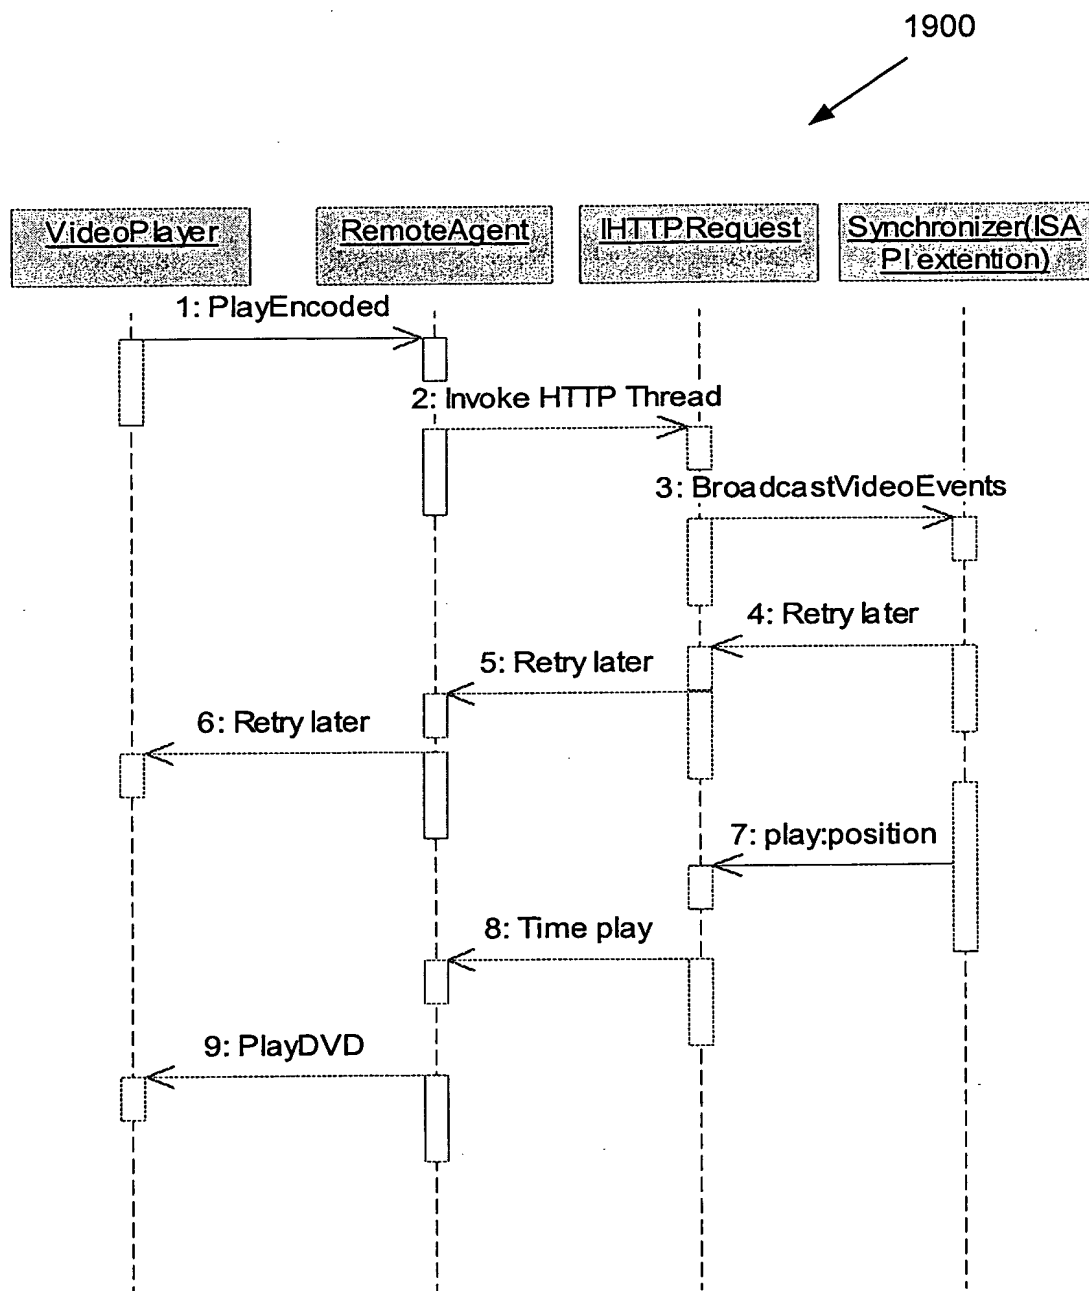 1900
VideoPlayer
RemoteAgent
IHTTPRequest
Synchronizer(ISA
PI extention)
1: PlayEncoded
2: Invoke HTTP Thread
3: BroadcastVideoEvents
4: Retry later
5: Retry later
6: Retry later
7: play:position
8: Time play
9: PlayDVD